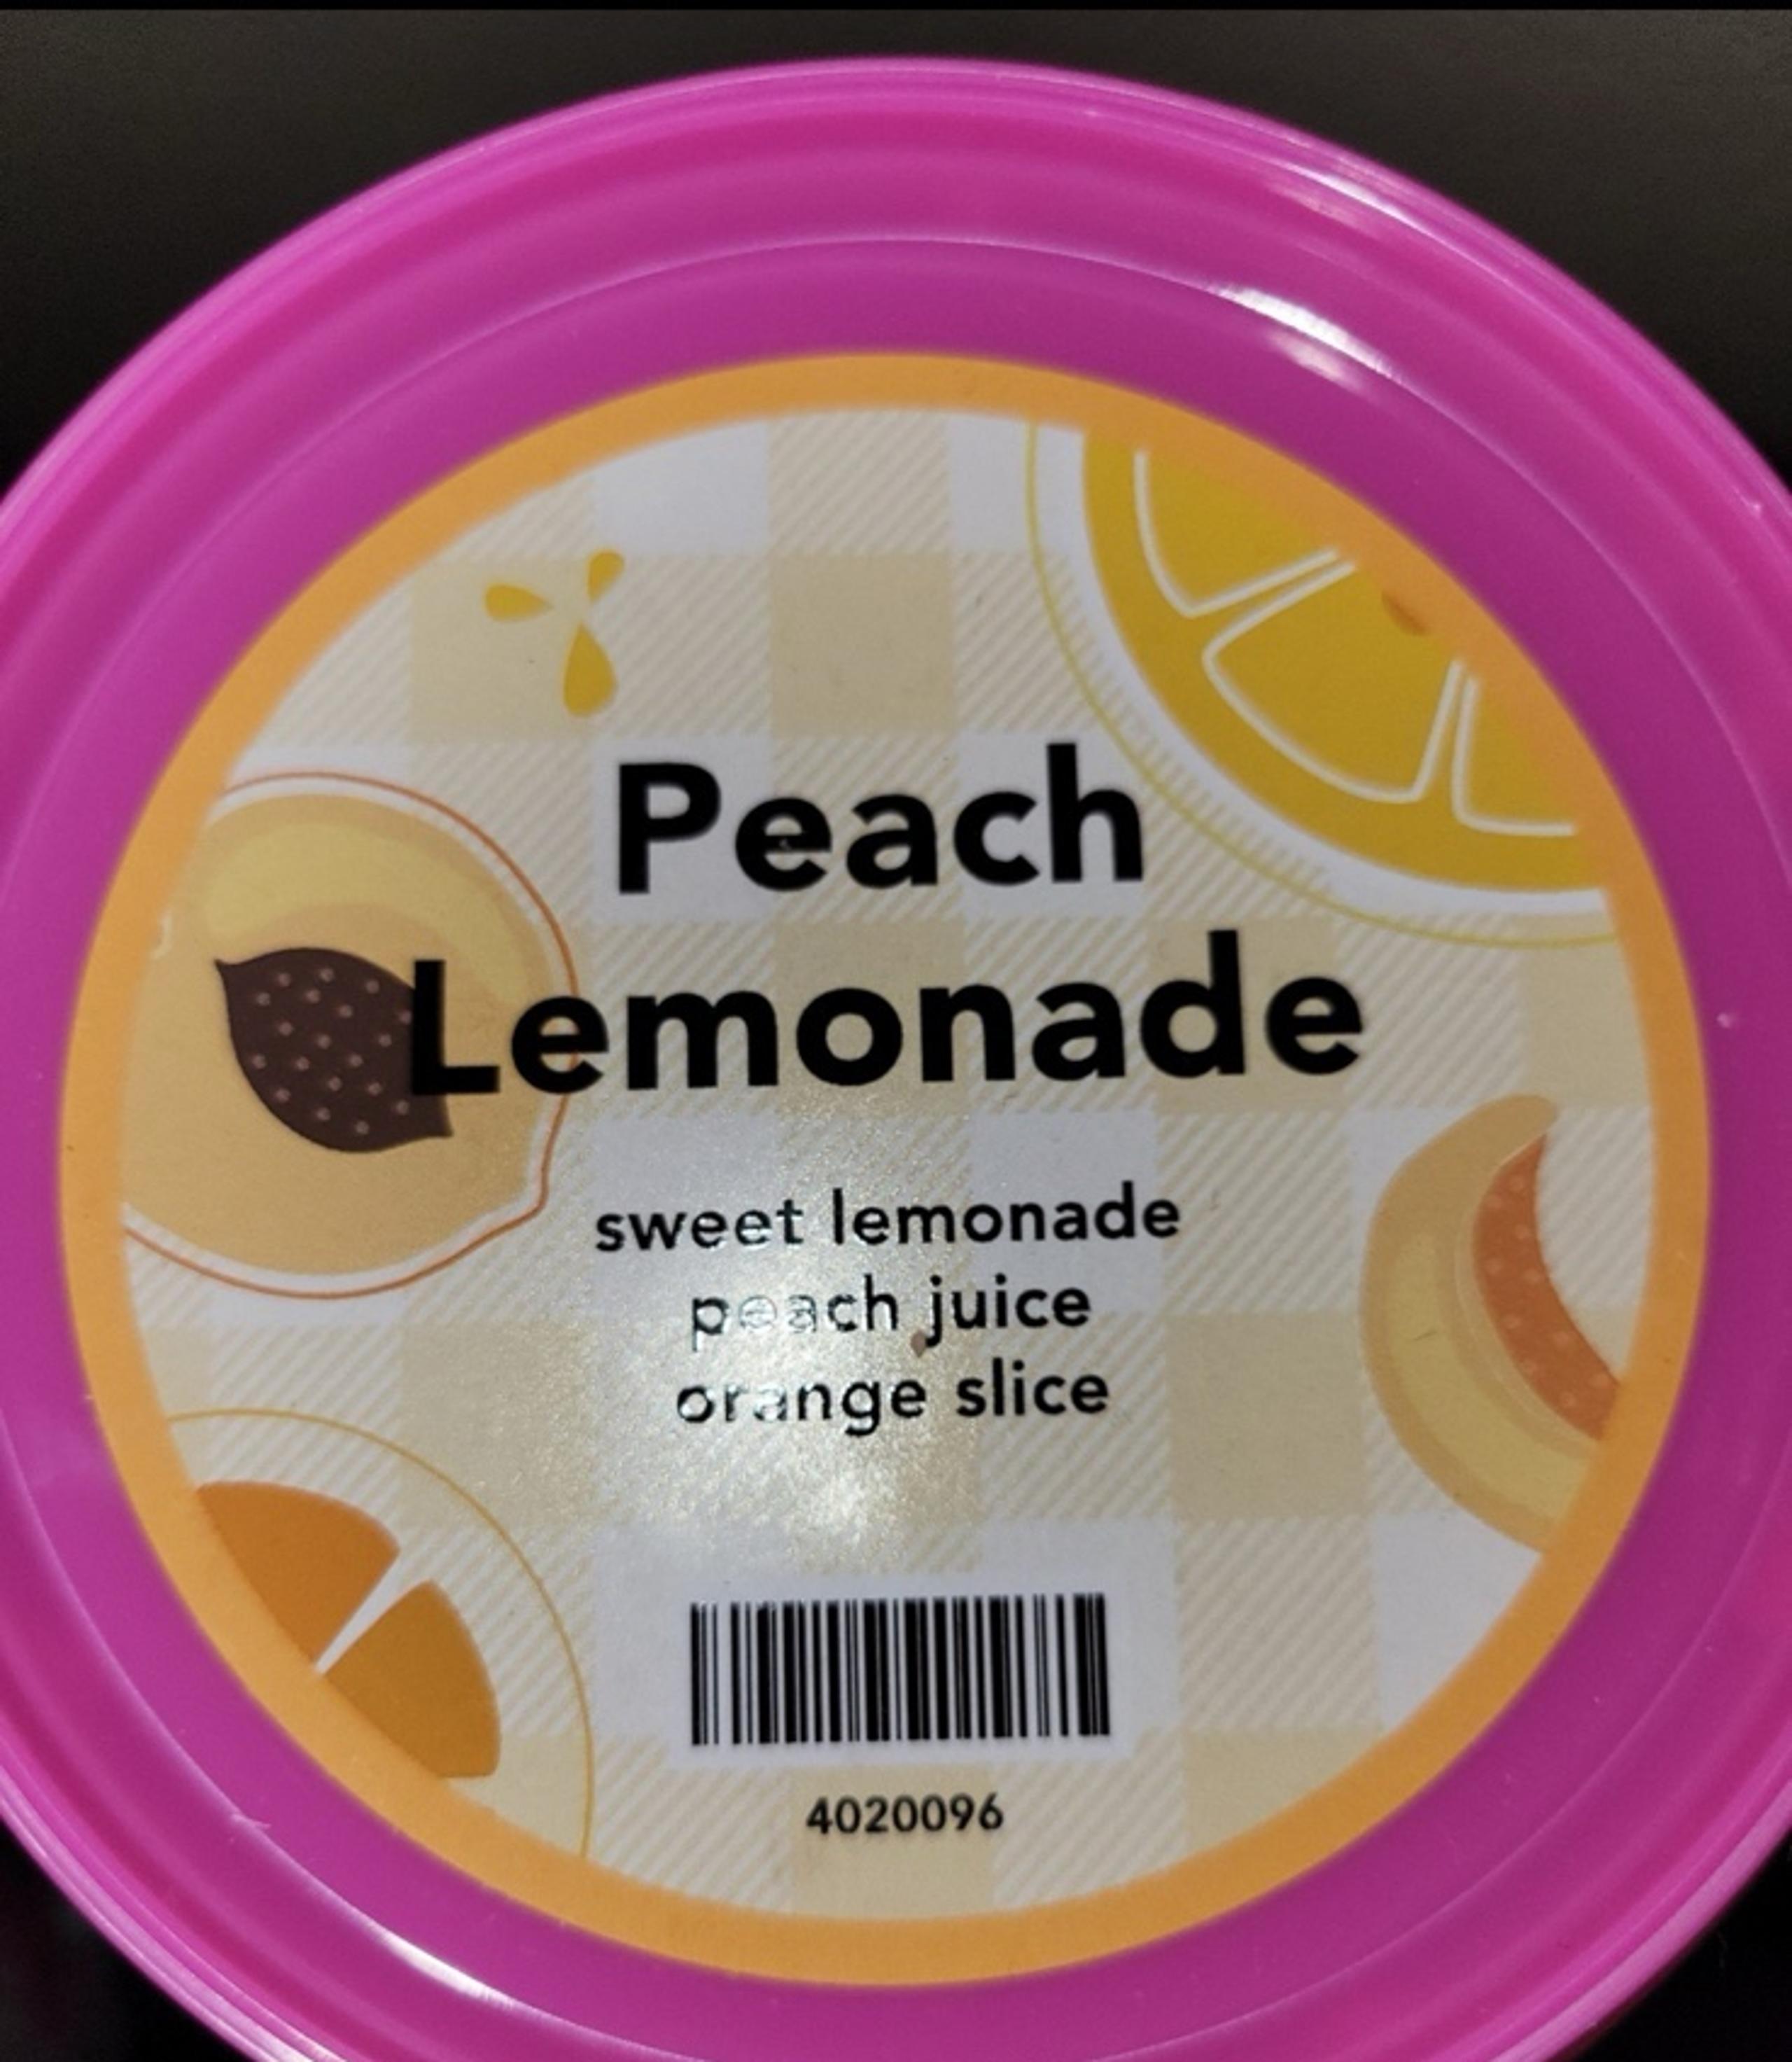 Peach
Lemonade
sweet lemonade
peach juice
orange slice
4020096